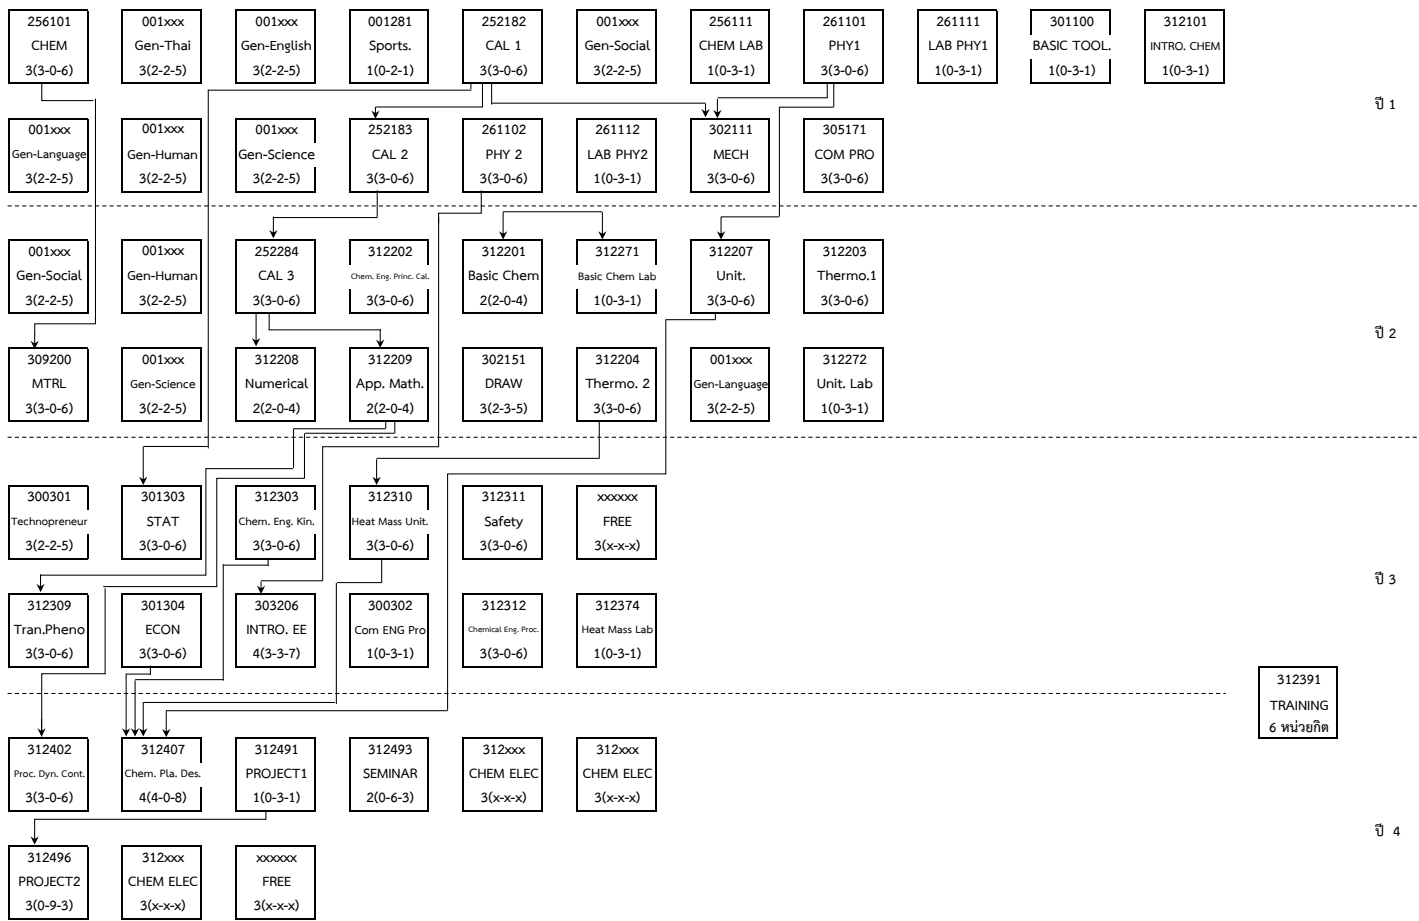 256101
CHEM
3(3-0-6)
001xxx
Gen-Thai
3(2-2-5)
001xxx
Gen-English
3(2-2-5)
001281
Sports.
1(0-2-1)
252182
CAL 1
3(3-0-6)
001xxx
Gen-Social
3(2-2-5)
256111
CHEM LAB
1(0-3-1)
261101
PHY1
3(3-0-6)
261111
LAB PHY1
1(0-3-1)
301100
BASIC TOOL.
1(0-3-1)
312101
INTRO. CHEM
1(0-3-1)
ปี 1
001xxx
Gen-Language
3(2-2-5)
001xxx
Gen-Human
3(2-2-5)
001xxx
Gen-Science
3(2-2-5)
252183
CAL 2
3(3-0-6)
261102
PHY 2
3(3-0-6)
261112
LAB PHY2
1(0-3-1)
302111
MECH
3(3-0-6)
305171
COM PRO
3(3-0-6)
001xxx
Gen-Social
3(2-2-5)
001xxx
Gen-Human
3(2-2-5)
252284
CAL 3
3(3-0-6)
312202
Chem. Eng. Princ. Cal.
3(3-0-6)
312201
Basic Chem
2(2-0-4)
312271
Basic Chem Lab
1(0-3-1)
312207
Unit.
3(3-0-6)
312203
Thermo.1
3(3-0-6)
ปี 2
309200
MTRL
3(3-0-6)
001xxx
Gen-Science
3(2-2-5)
312208
Numerical
2(2-0-4)
312209
App. Math.
2(2-0-4)
302151
DRAW
3(2-3-5)
312204
Thermo. 2
3(3-0-6)
001xxx
Gen-Language
3(2-2-5)
312272
Unit. Lab
1(0-3-1)
300301
Technopreneur
3(2-2-5)
301303
STAT
3(3-0-6)
312303
Chem. Eng. Kin.
3(3-0-6)
312310
Heat Mass Unit.
3(3-0-6)
312311
Safety
3(3-0-6)
xxxxxx
FREE
3(x-x-x)
ปี 3
312309
Tran.Pheno
3(3-0-6)
301304
ECON
3(3-0-6)
303206
INTRO. EE
4(3-3-7)
300302
Com ENG Pro
1(0-3-1)
312312
Chemical Eng. Proc.
3(3-0-6)
312374
Heat Mass Lab
1(0-3-1)
312391
TRAINING
6 หน่วยกิต
312402
Proc. Dyn. Cont.
3(3-0-6)
312407
Chem. Pla. Des.
4(4-0-8)
312491
PROJECT1
1(0-3-1)
312493
SEMINAR
2(0-6-3)
312xxx
CHEM ELEC
3(x-x-x)
312xxx
CHEM ELEC
3(x-x-x)
ปี 4
312496
PROJECT2
3(0-9-3)
312xxx
CHEM ELEC
3(x-x-x)
xxxxxx
FREE
3(x-x-x)